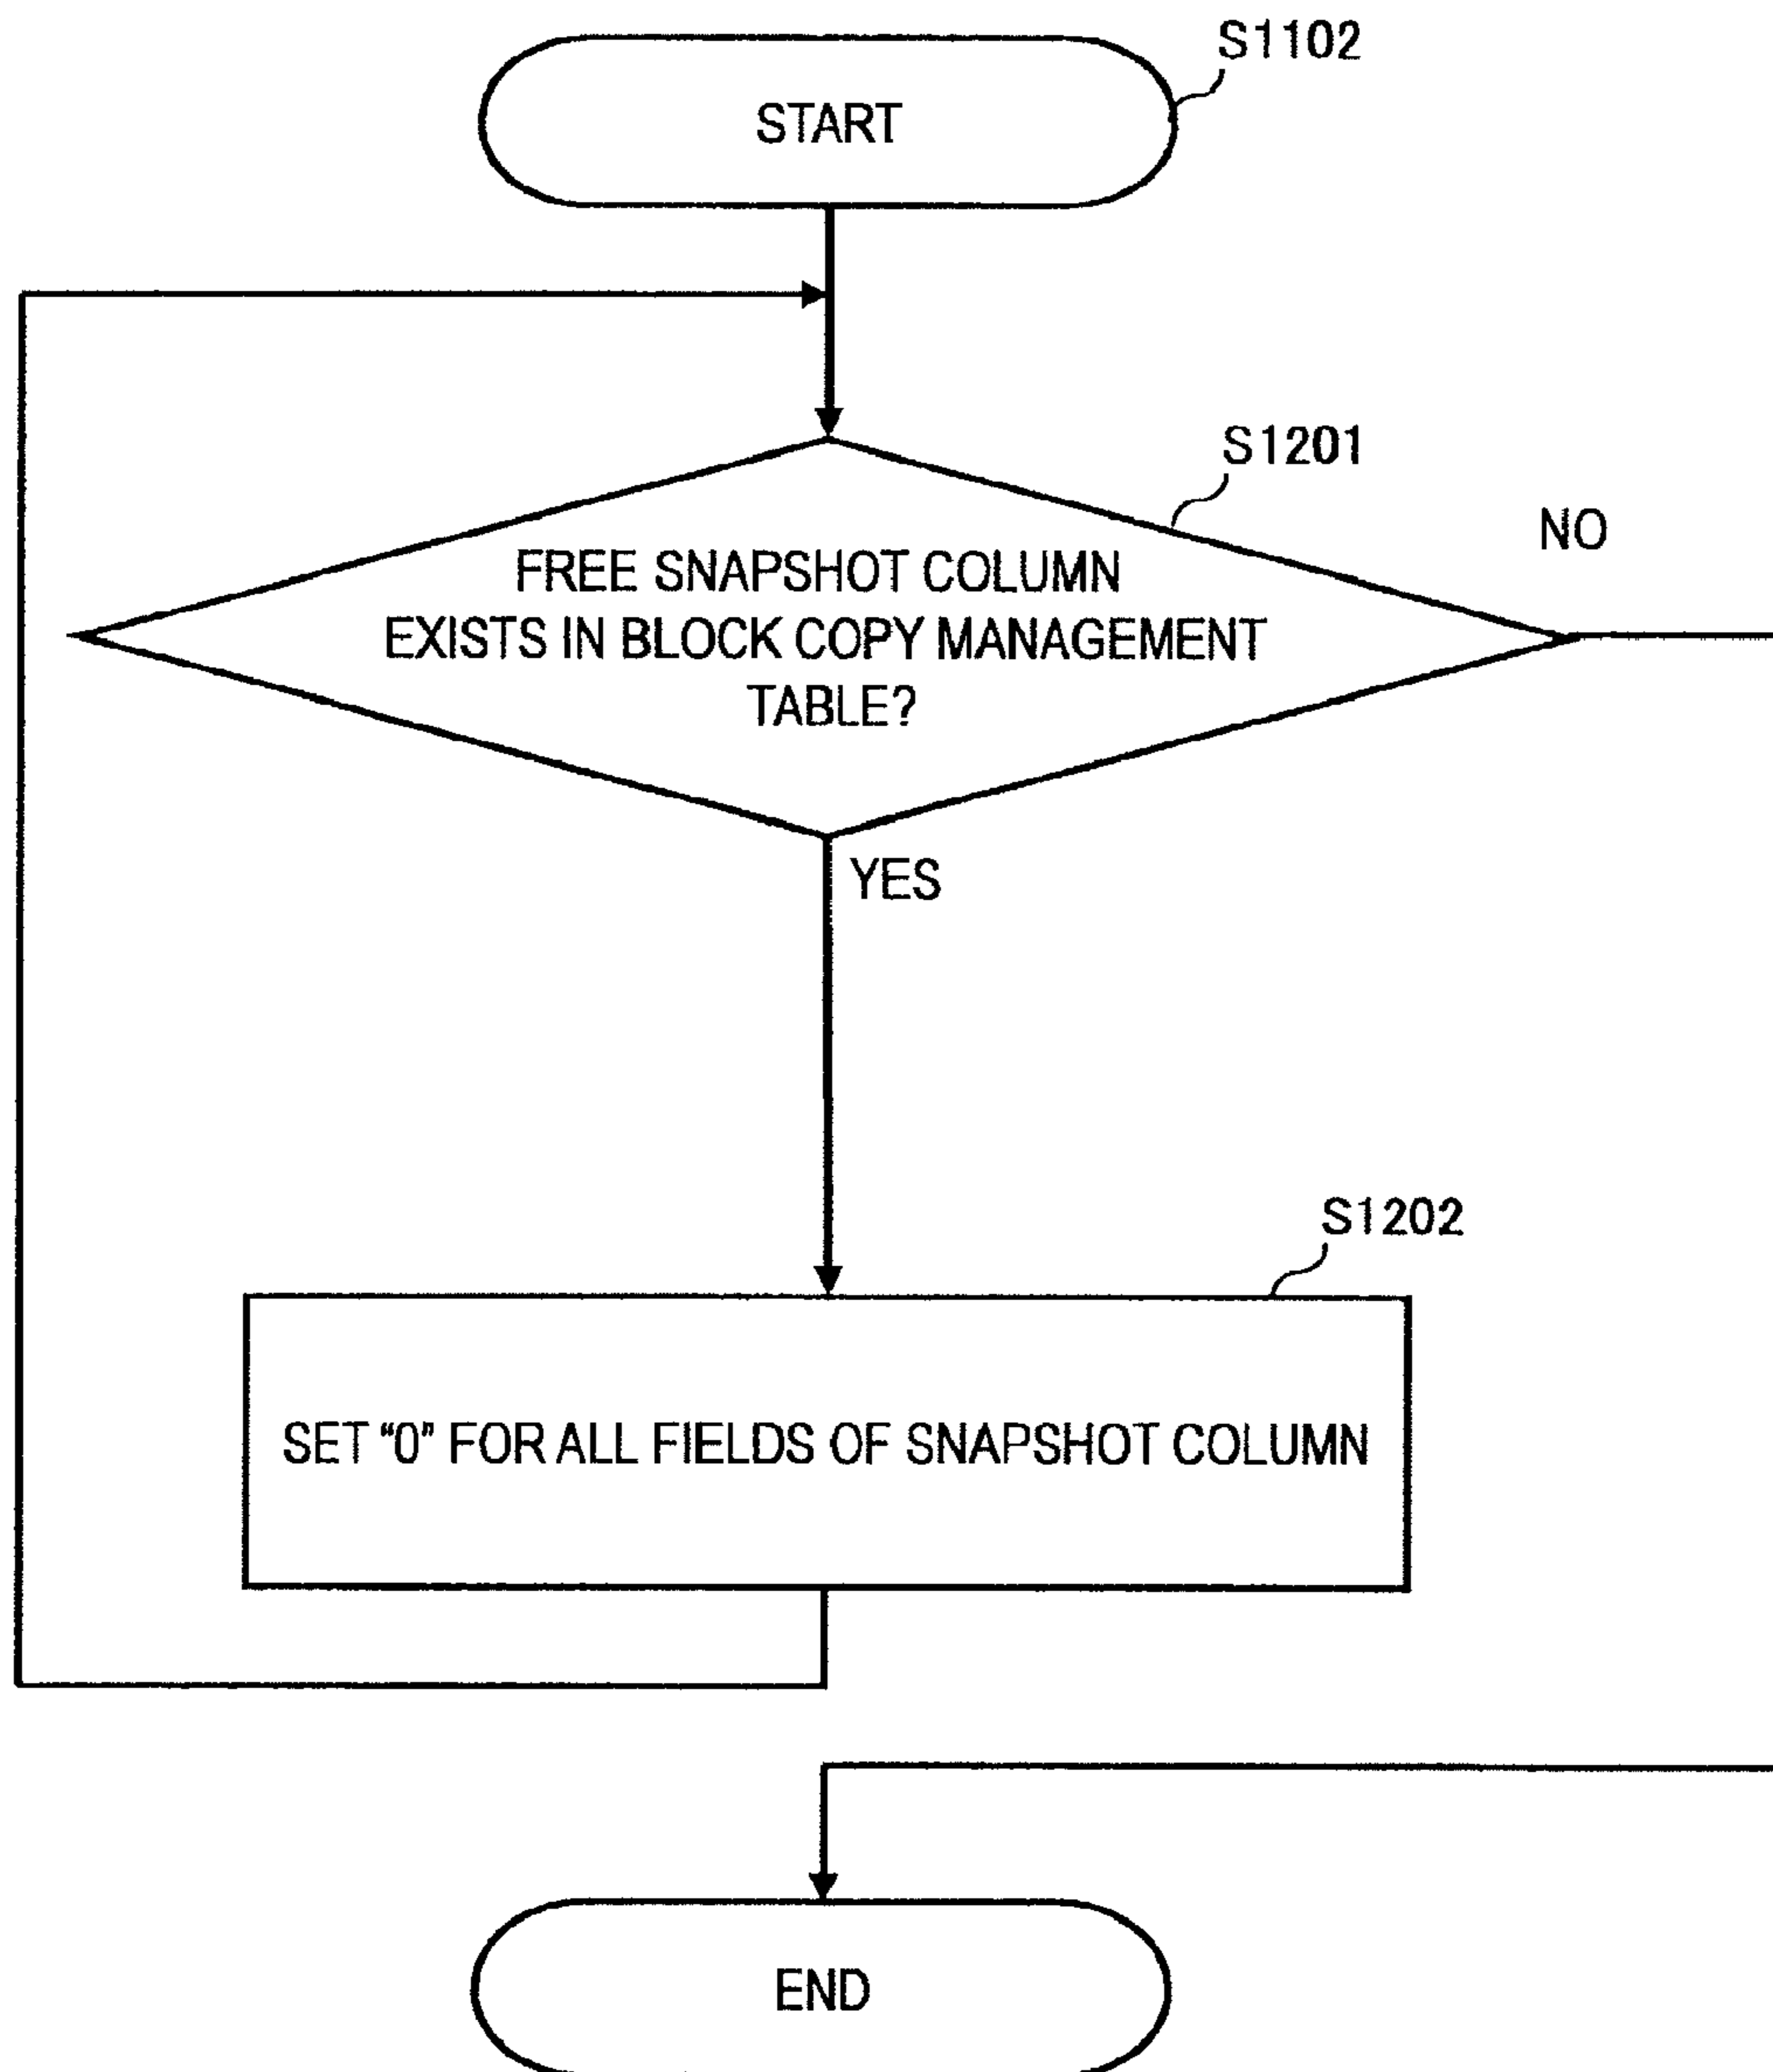 S1102
START
S1201
NO
FREE SNAPSHOT COLUMN
EXISTS IN BLOCK COPY MANAGEMENT
TABLE?
YES
S1202
SET “0” FOR ALL FIELDS OF SNAPSHOT COLUMN
END